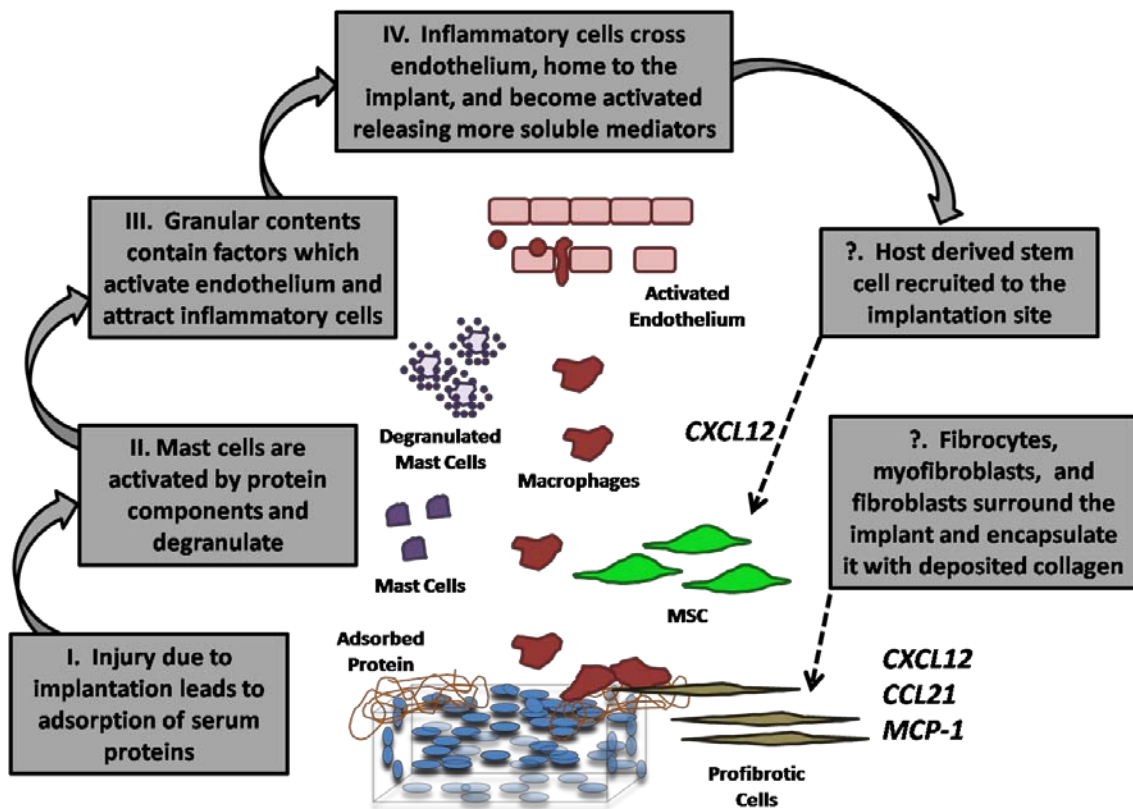 IV. Inflammatory cells cross
endothelium, home to the
implant, and become activated
releasing more soluble mediators
III. Granular contents
contain factors which
activate endothelium and
attract inflammatory cells
?. Host derived stem
cell recruited to the
implantation site
Activated
Endothelium
II. Mast cells are
activated by protein
components and
degranulate
Degranulated
Mast Cells
Macrophages
CXCL12
?. Fibrocytes,
myofibroblasts, and
fibroblasts surround the
implant and encapsulate
it with deposited collagen
Mast Cells
MSC
I. Injury due to
implantation leads to
adsorption of serum
proteins
Adsorbed
Protein
CXCL12
CCL21
MCP-1
Profibrotic
Cells